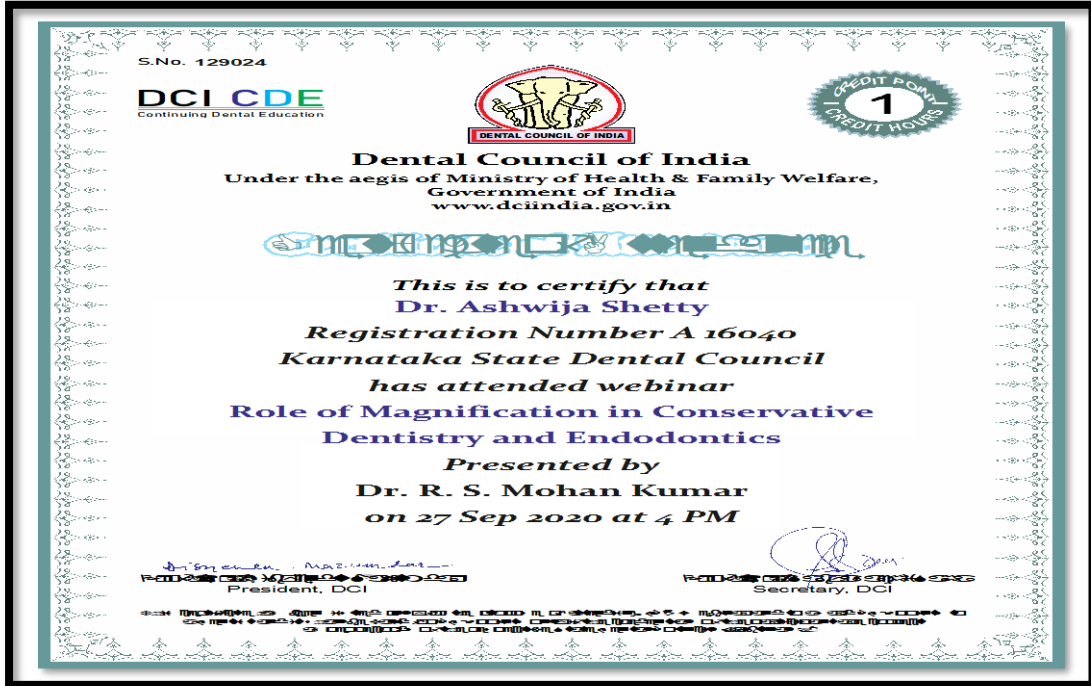 S.No. 129024
DCI CDE
Continuing Dental Education
DENTAL COUNCIL OF INDIA
CREDIT POINT
1
CREDIT HOURS
Dental Council of India
Under the aegis of Ministry of Health & Family Welfare,
Government of India
www.dciindia.gov.in
This is to certify that
Dr. Ashwija Shetty
Registration Number A 16040
Karnataka State Dental Council
has attended webinar
Role of Magnification in Conservative
Dentistry and Endodontics
Presented by
Dr. R. S. Mohan Kumar
on 27 Sep 2020 at 4 PM
President, DCI
Secretary, DCI